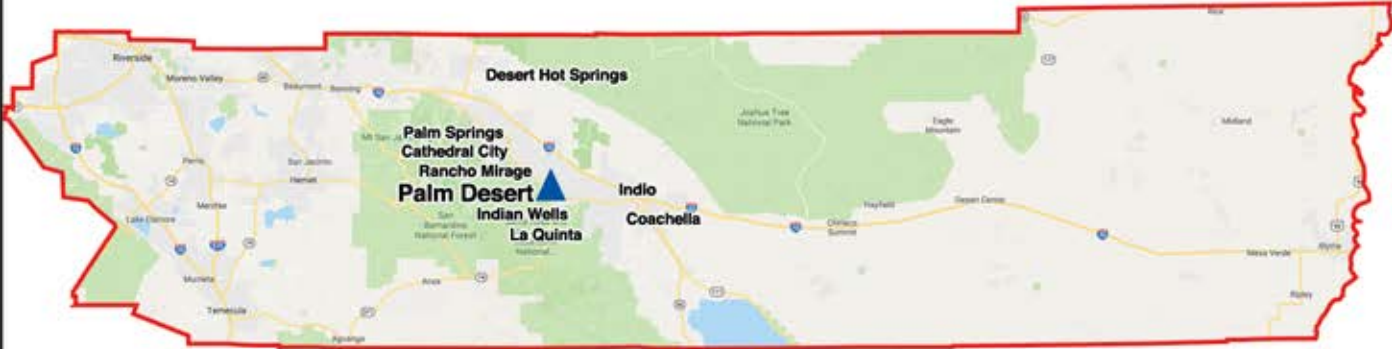 Rice
Riverside
Moreno Valley
Desert Hot Springs
Beaumont
Banning
Joshua Tree
National Park
Eagle
Mountain
Midland
Palm Springs
Cathedral City
Perris
San Jacinto
Rancho Mirage
Hemet
Palm Desert
Indio
Menifee
Hayfield
Desert Center
Lake Elsinore
San
Bernardino
National Forest
Indian Wells
Coachella
Chiriaco
Summit
La Quinta
National...
Mesa Verde
Blythe
Murrieta
Anza
Ripley
Temecula
Aguanga